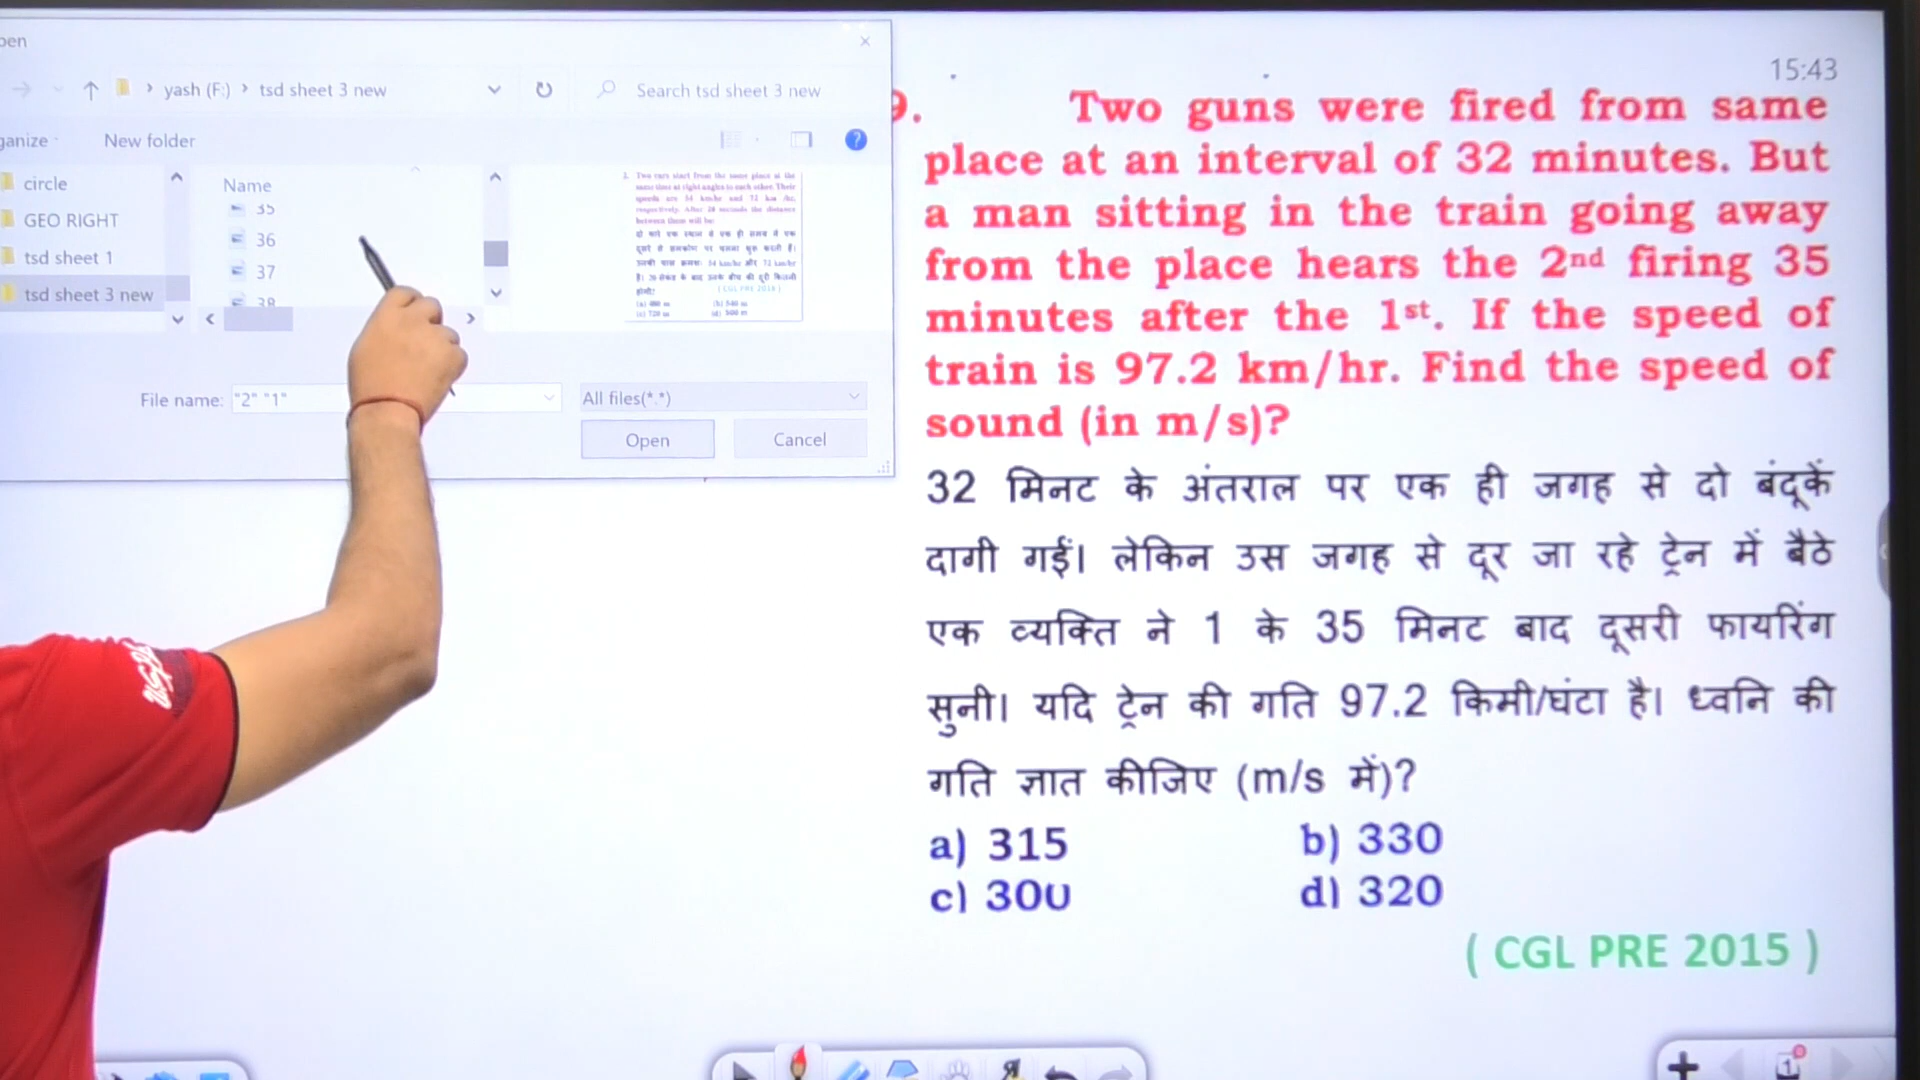 15:43
yash (F:) > tsd sheet 3 new
Search tsd sheet 3 new
New folder
circle
GEO RIGHT
tsd sheet 1
tsd sheet 3 new
Name
35
36
37
38
File name: "2" "1"
All files(*.*)
Open
Cancel
9. Two guns were fired from same
place at an interval of 32 minutes. But
a man sitting in the train going away
from the place hears the 2nd firing 35
minutes after the 1st. If the speed of
train is 97.2 km/hr. Find the speed of
sound (in m/s)?
32 मिनट के अंतराल पर एक ही जगह से दो बंदूकें
दागी गईं। लेकिन उस जगह से दूर जा रहे ट्रेन में बैठे
एक व्यक्ति ने 1 के 35 मिनट बाद दूसरी फायरिंग
सुनी। यदि ट्रेन की गति 97.2 किमी/घंटा है। ध्वनि की
गति ज्ञात कीजिए (m/s में)?
a) 315 b) 330
c) 300 d) 320
( CGL PRE 2015 )